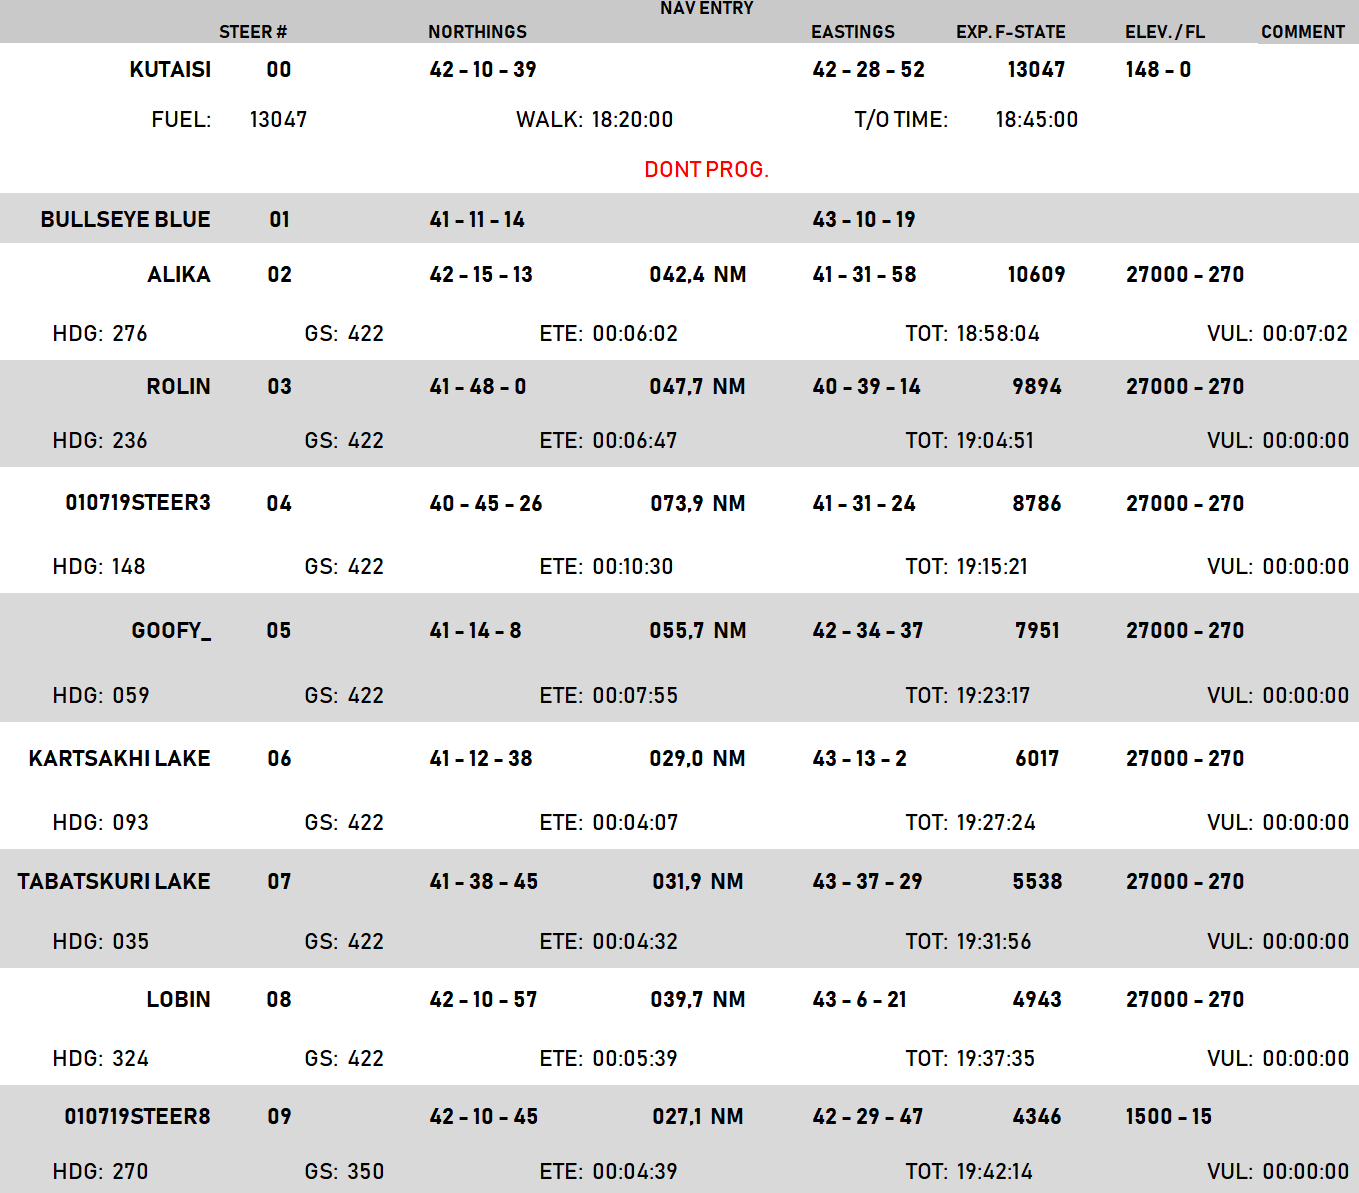 NAV ENTRY
STEER # NORTHINGS EASTINGS EXP. F-STATE ELEV. / FL COMMENT
KUTAISI 00 42 - 10 - 39 42 - 28 - 52 13047 148 - 0
FUEL: 13047 WALK: 18:20:00 T/O TIME: 18:45:00
DONT PROG.
BULLSEYE BLUE 01 41 - 11 - 14 43 - 10 - 19
ALIKA 02 42 - 15 - 13 042,4 NM 41 - 31 - 58 10609 27000 - 270
HDG: 276 GS: 422 ETE: 00:06:02 TOT: 18:58:04 VUL: 00:07:02
ROLIN 03 41 - 48 - 0 047,7 NM 40 - 39 - 14 9894 27000 - 270
HDG: 236 GS: 422 ETE: 00:06:47 TOT: 19:04:51 VUL: 00:00:00
010719STEER3 04 40 - 45 - 26 073,9 NM 41 - 31 - 24 8786 27000 - 270
HDG: 148 GS: 422 ETE: 00:10:30 TOT: 19:15:21 VUL: 00:00:00
GOOFY_ 05 41 - 14 - 8 055,7 NM 42 - 34 - 37 7951 27000 - 270
HDG: 059 GS: 422 ETE: 00:07:55 TOT: 19:23:17 VUL: 00:00:00
KARTSAKHI LAKE 06 41 - 12 - 38 029,0 NM 43 - 13 - 2 6017 27000 - 270
HDG: 093 GS: 422 ETE: 00:04:07 TOT: 19:27:24 VUL: 00:00:00
TABATSKURI LAKE 07 41 - 38 - 45 031,9 NM 43 - 37 - 29 5538 27000 - 270
HDG: 035 GS: 422 ETE: 00:04:32 TOT: 19:31:56 VUL: 00:00:00
LOBIN 08 42 - 10 - 57 039,7 NM 43 - 6 - 21 4943 27000 - 270
HDG: 324 GS: 422 ETE: 00:05:39 TOT: 19:37:35 VUL: 00:00:00
010719STEER8 09 42 - 10 - 45 027,1 NM 42 - 29 - 47 4346 1500 - 15
HDG: 270 GS: 350 ETE: 00:04:39 TOT: 19:42:14 VUL: 00:00:00